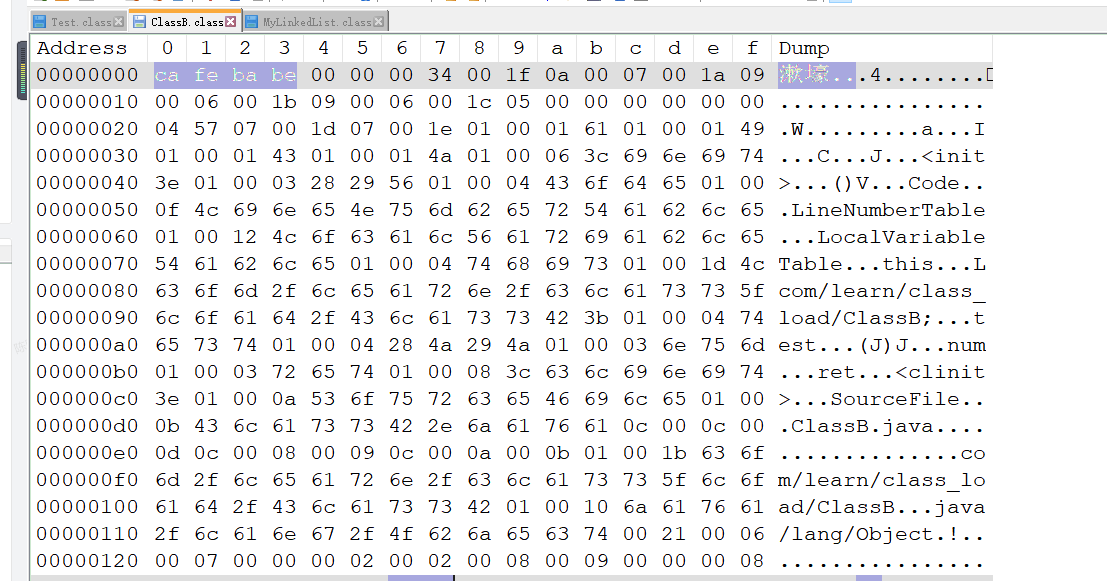 Test.class ClassB.class MyLinkedList.class
Address 0 1 2 3 4 5 6 7 8 9 a b c d e f Dump
00000000 ca fe ba be 00 00 00 34 00 1f 0a 00 07 00 1a 09 漱壕...4........□
00000010 00 06 00 1b 09 00 06 00 1c 05 00 00 00 00 00 00 ................
00000020 04 57 07 00 1d 07 00 1e 01 00 01 61 01 00 01 49 .W.........a...I
00000030 01 00 01 43 01 00 01 4a 01 00 06 3c 69 6e 69 74 ...C...J...<init
00000040 3e 01 00 03 28 29 56 01 00 04 43 6f 64 65 01 00 >...()V...Code..
00000050 0f 4c 69 6e 65 4e 75 6d 62 65 72 54 61 62 6c 65 .LineNumberTable
00000060 01 00 12 4c 6f 63 61 6c 56 61 72 69 61 62 6c 65 ...LocalVariable
00000070 54 61 62 6c 65 01 00 04 74 68 69 73 01 00 1d 4c Table...this...L
00000080 63 6f 6d 2f 6c 65 61 72 6e 2f 63 6c 61 73 73 5f com/learn/class_
00000090 6c 6f 61 64 2f 43 6c 61 73 73 42 3b 01 00 04 74 load/ClassB;...t
000000a0 65 73 74 01 00 04 28 4a 29 4a 01 00 03 6e 75 6d est...(J)J...num
000000b0 01 00 03 72 65 74 01 00 08 3c 63 6c 69 6e 69 74 ...ret...<clinit
000000c0 3e 01 00 0a 53 6f 75 72 63 65 46 69 6c 65 01 00 >...SourceFile..
000000d0 0b 43 6c 61 73 73 42 2e 6a 61 76 61 0c 00 0c 00 .ClassB.java....
000000e0 0d 0c 00 08 00 09 0c 00 0a 00 0b 01 00 1b 63 6f ..............co
000000f0 6d 2f 6c 65 61 72 6e 2f 63 6c 61 73 73 5f 6c 6f m/learn/class_lo
00000100 61 64 2f 43 6c 61 73 73 42 01 00 10 6a 61 76 61 ad/ClassB...java
00000110 2f 6c 61 6e 67 2f 4f 62 6a 65 63 74 00 21 00 06 /lang/Object.!..
00000120 00 07 00 00 00 02 00 02 00 08 00 09 00 00 00 08 ................